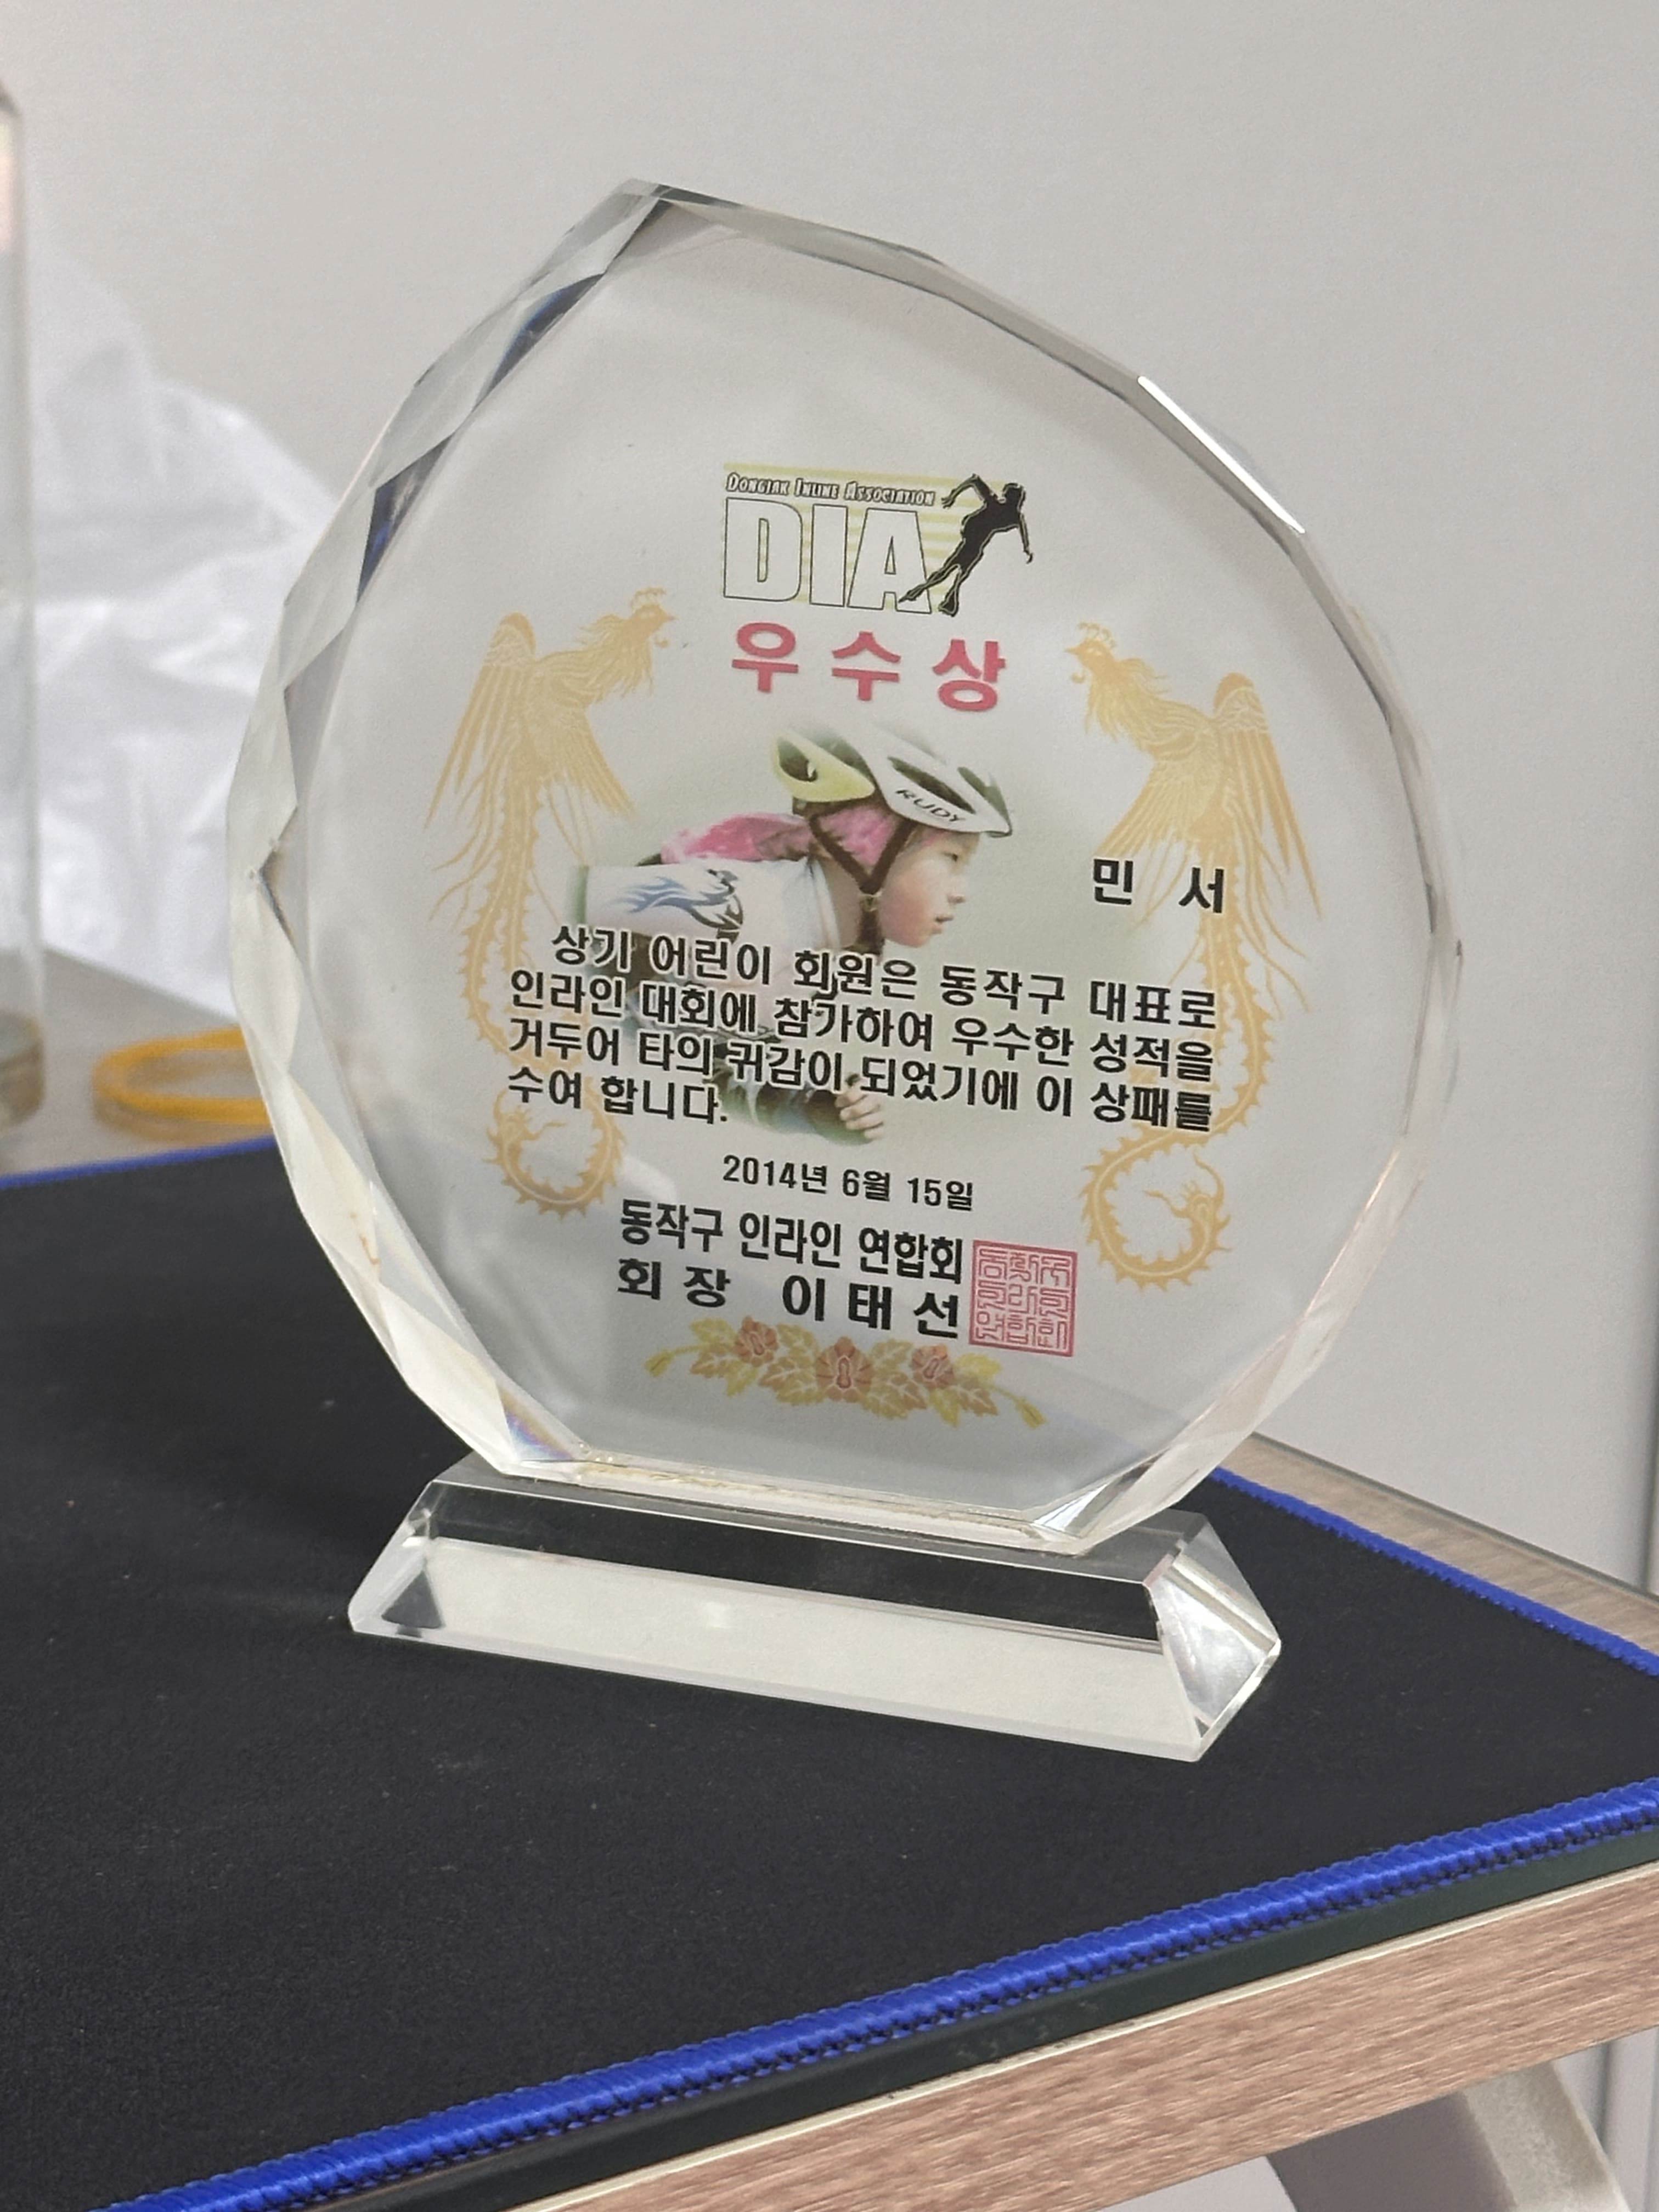 DONGJAK INLINE ASSOCIATION
DIA
우수상
RUDY
민 서
상기 어린이 회원은 동작구 대표로
인라인 대회에 참가하여 우수한 성적을
거두어 타의 귀감이 되었기에 이 상패를
수여 합니다.
2014년 6월 15일
동작구 인라인 연합회
회 장 이 태 선